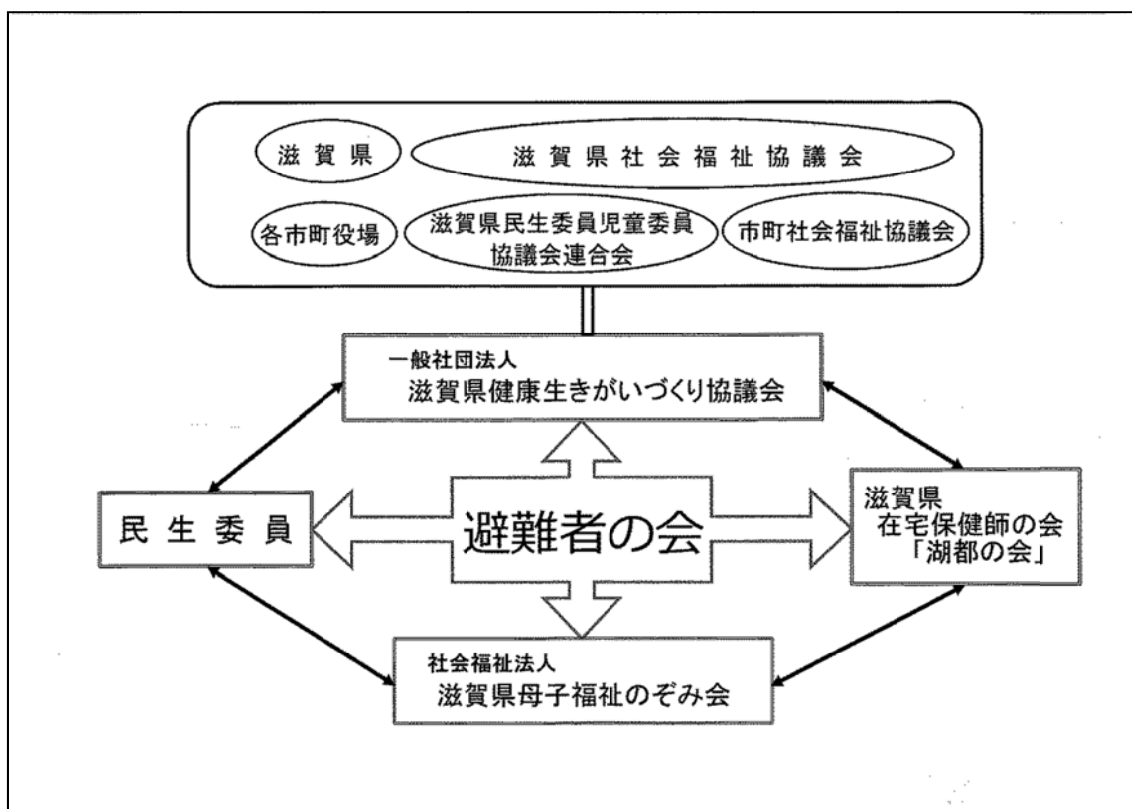 滋賀県
滋賀県社会福祉協議会
各市町役場
滋賀県民生委員児童委員
協議会連合会
市町社会福祉協議会
一般社団法人
滋賀県健康生きがいづくり協議会
民生委員
避難者の会
滋賀県
在宅保健師の会
「湖都の会」
社会福祉法人
滋賀県母子福祉のぞみ会